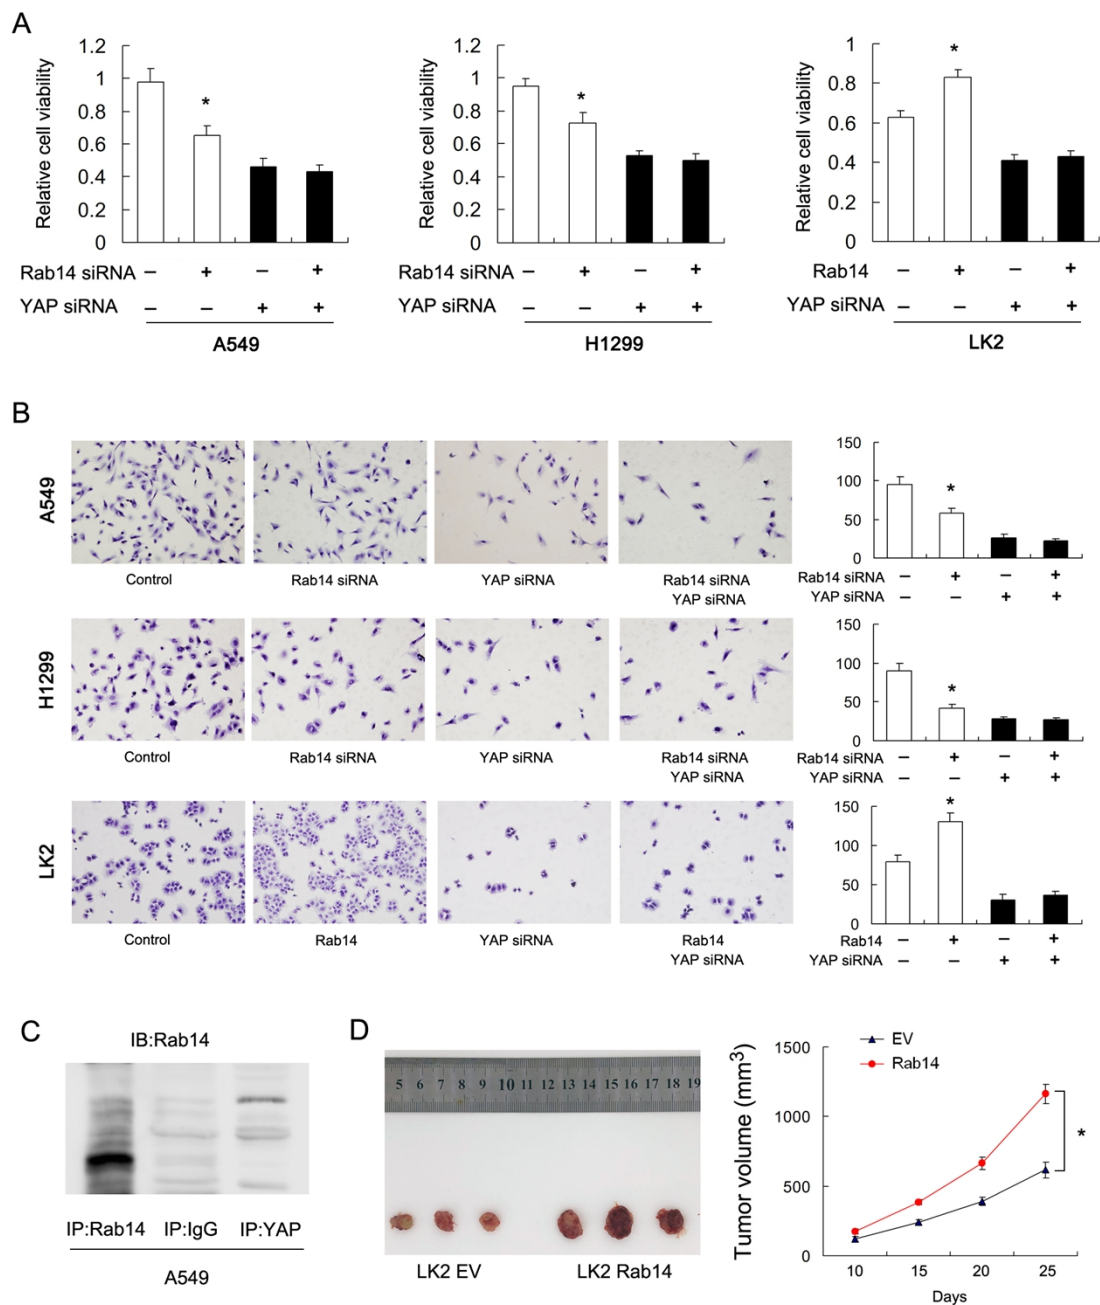 A
Relative cell viability
1.2
1
0.8
0.6
0.4
0.2
0
Rab14 siRNA − + − +
YAP siRNA − − + +
A549
Relative cell viability
1.2
1
0.8
0.6
0.4
0.2
0
*
Rab14 siRNA − + − +
YAP siRNA − − + +
H1299
Relative cell viability
1
0.8
0.6
0.4
0.2
0
*
Rab14 − + − +
YAP siRNA − − + +
LK2
*
B
A549
Control
Rab14 siRNA
YAP siRNA
Rab14 siRNA
YAP siRNA
150
100
50
0
*
Rab14 siRNA − + − +
YAP siRNA − − + +
H1299
Control
Rab14 siRNA
YAP siRNA
Rab14 siRNA
YAP siRNA
150
100
50
0
*
Rab14 siRNA − + − +
YAP siRNA − − + +
LK2
Control
Rab14
YAP siRNA
Rab14
YAP siRNA
150
100
50
0
*
Rab14 − + − +
YAP siRNA − − + +
C
IB:Rab14
IP:Rab14 IP:IgG IP:YAP
A549
D
5 6 7 8 9 10 11 12 13 14 15 16 17 18 19
LK2 EV
LK2 Rab14
EV
Rab14
Tumor volume (mm³)
1500
1000
500
0
*
10 15 20 25
Days